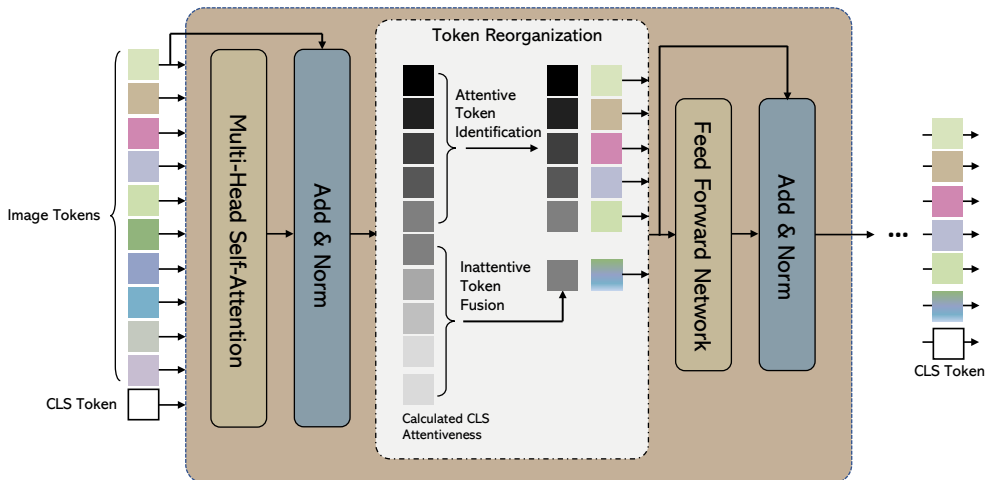 Token Reorganization
Image Tokens
CLS Token
Multi-Head Self-Attention
Add & Norm
Attentive
Token
Identification
Inattentive
Token
Fusion
Calculated CLS
Attentiveness
Feed Forward Network
Add & Norm
...
CLS Token